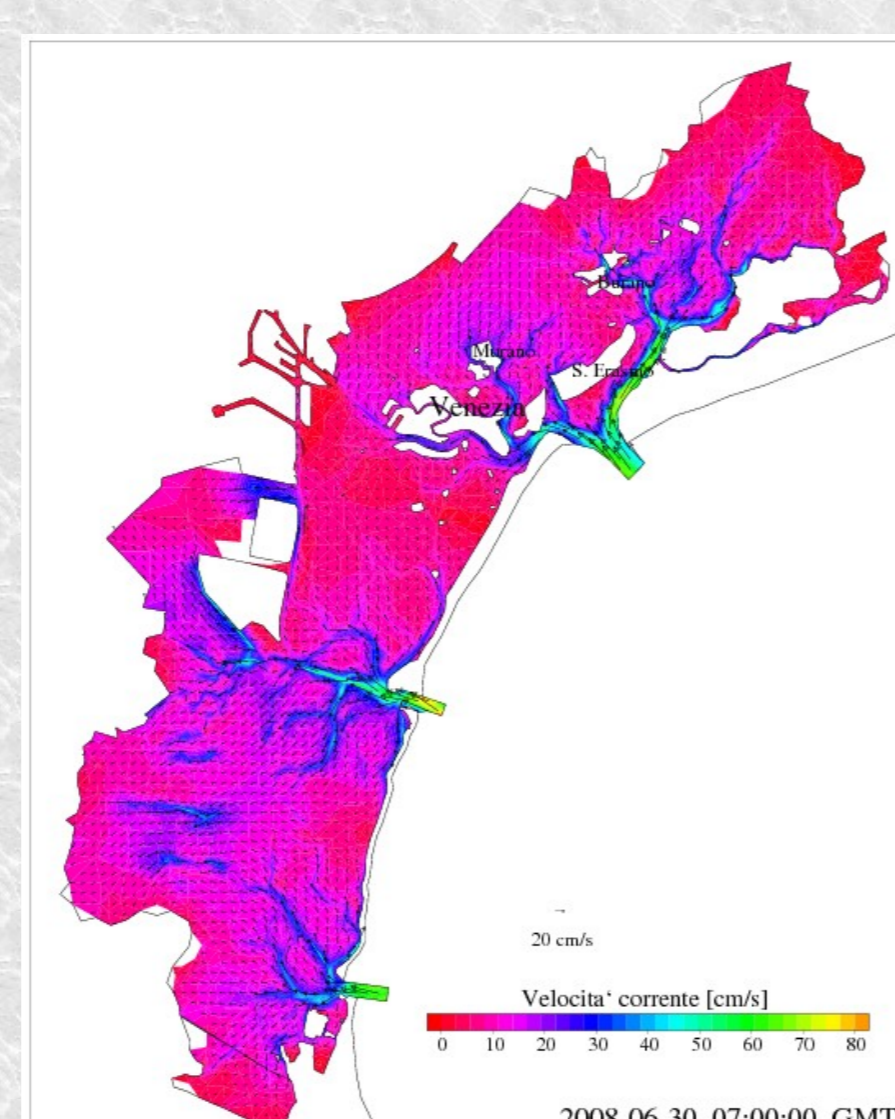 Burano
Murano
S. Erasmo
Venezia
20 cm/s
Velocita' corrente [cm/s]
0 10 20 30 40 50 60 70 80
2008-06-30 07:00:00 GMT